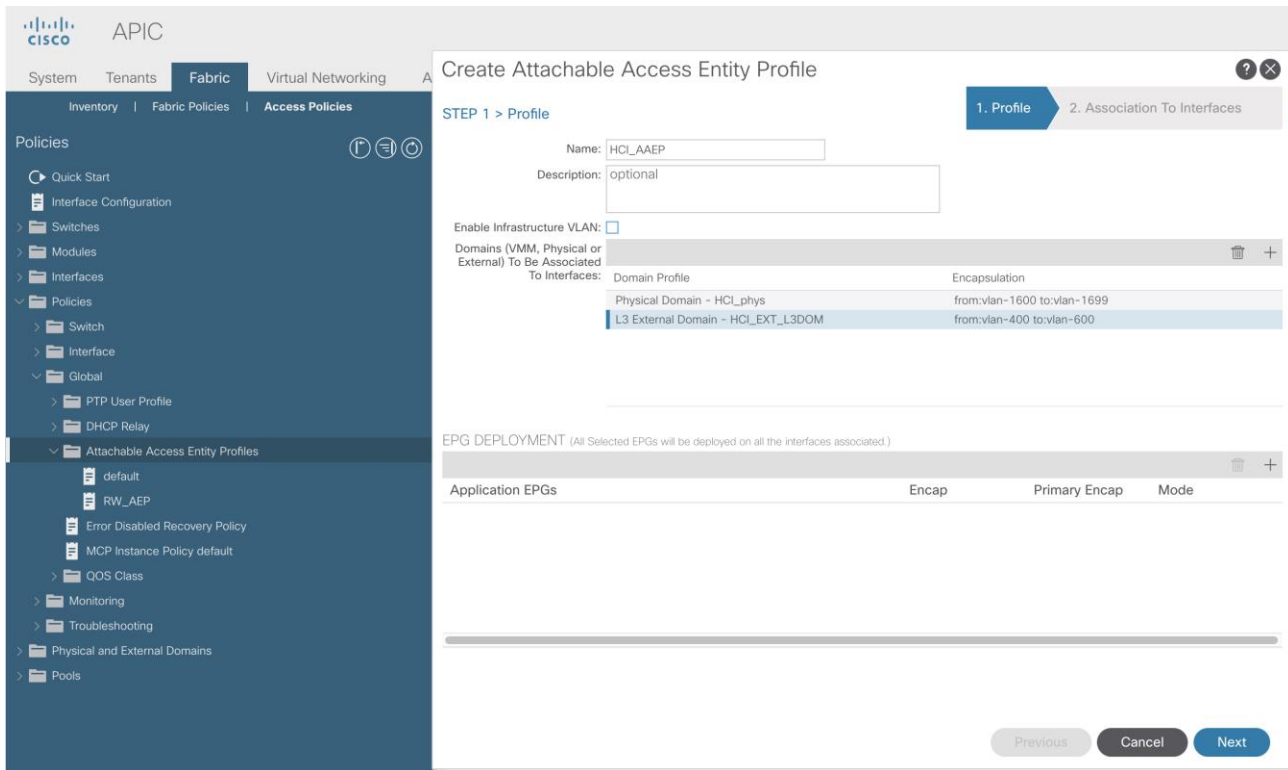 CISCO
APIC
System Tenants Fabric Virtual Networking A
Inventory | Fabric Policies | Access Policies
Policies
Quick Start
Interface Configuration
Switches
Modules
Interfaces
Policies
Switch
Interface
Global
PTP User Profile
DHCP Relay
Attachable Access Entity Profiles
default
RW_AEP
Error Disabled Recovery Policy
MCP Instance Policy default
QOS Class
Monitoring
Troubleshooting
Physical and External Domains
Pools
Create Attachable Access Entity Profile
STEP 1 > Profile
1. Profile 2. Association To Interfaces
Name: HCI_AAEP
Description: optional
Enable Infrastructure VLAN:
Domains (VMM, Physical or
External) To Be Associated
To Interfaces:
Domain Profile Encapsulation
Physical Domain - HCI_phys from:vlan-1600 to:vlan-1699
L3 External Domain - HCI_EXT_L3DOM from:vlan-400 to:vlan-600
EPG DEPLOYMENT (All Selected EPGs will be deployed on all the interfaces associated.)
Application EPGs Encap Primary Encap Mode
Previous Cancel Next